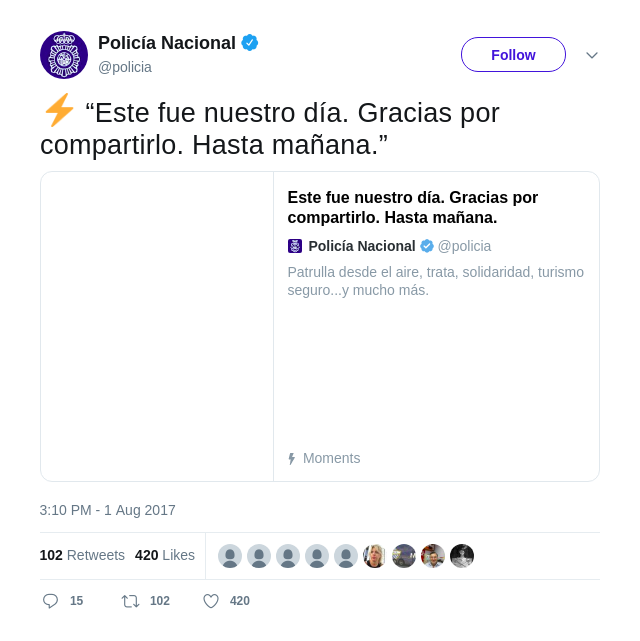 Policía Nacional
@policia
Follow
⚡ “Este fue nuestro día. Gracias por
compartirlo. Hasta mañana.”
Este fue nuestro día. Gracias por
compartirlo. Hasta mañana.
Policía Nacional @policia
Patrulla desde el aire, trata, solidaridad, turismo
seguro...y mucho más.
Moments
3:10 PM - 1 Aug 2017
102 Retweets 420 Likes
15 102 420